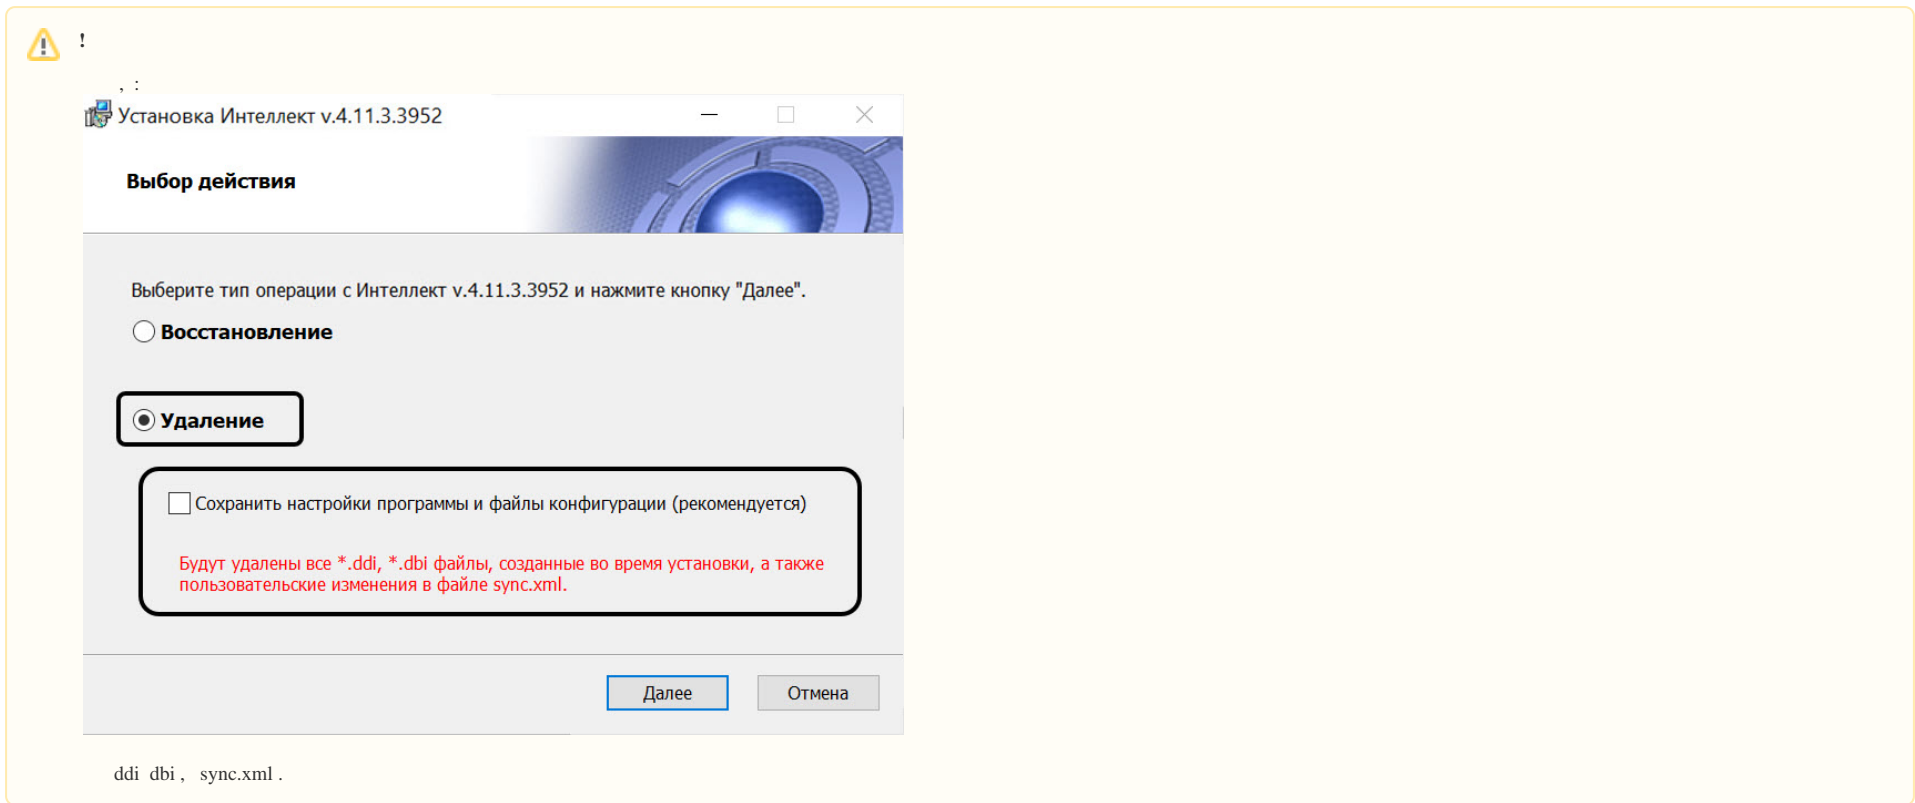 !
, :
Установка Интеллект v.4.11.3.3952
Выбор действия
Выберите тип операции с Интеллект v.4.11.3.3952 и нажмите кнопку "Далее".
Восстановление
Удаление
Сохранить настройки программы и файлы конфигурации (рекомендуется)
Будут удалены все *.ddi, *.dbi файлы, созданные во время установки, а также
пользовательские изменения в файле sync.xml.
Далее Отмена
ddi dbi , sync.xml .